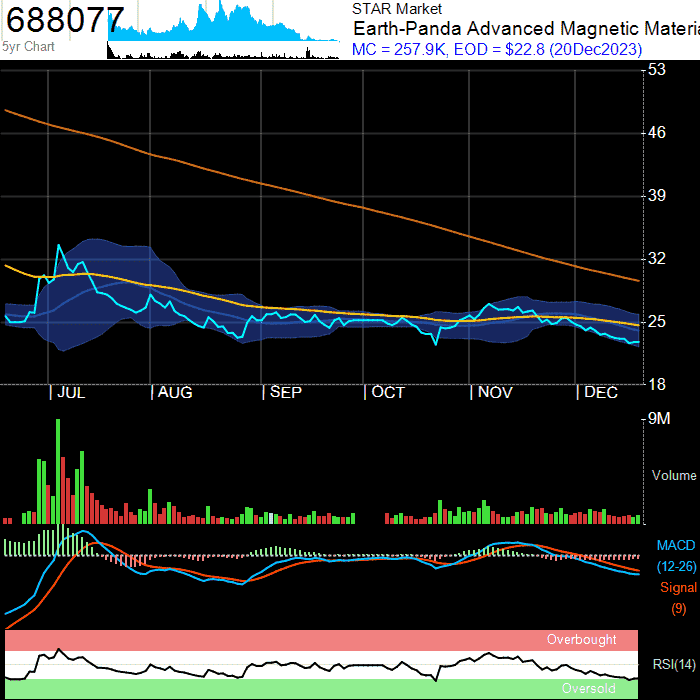 688077
5yr Chart
STAR Market
Earth-Panda Advanced Magnetic Materia
MC = 257.9K, EOD = $22.8 (20Dec2023)
53
46
39
32
25
18
JUL
AUG
SEP
OCT
NOV
DEC
9M
Volume
MACD
(12-26)
Signal
(9)
Overbought
RSI(14)
Oversold